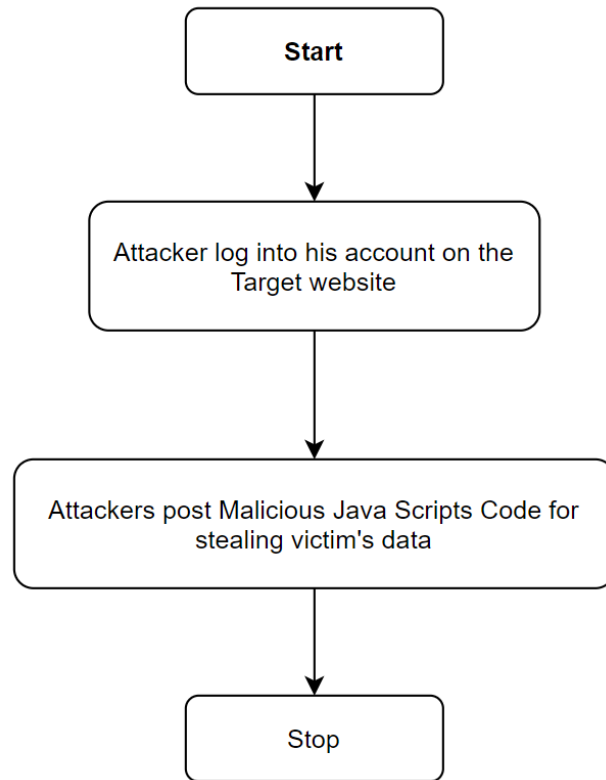 Start
Attacker log into his account on the
Target website
Attackers post Malicious Java Scripts Code for
stealing victim's data
Stop